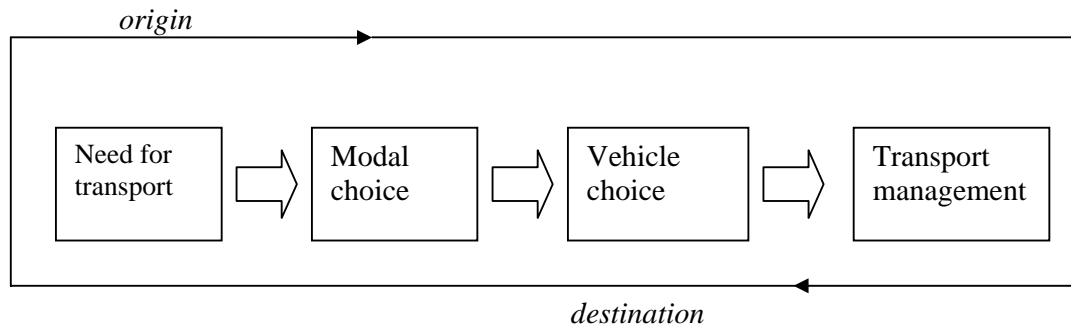 origin
Need for
transport
Modal
choice
Vehicle
choice
Transport
management
destination